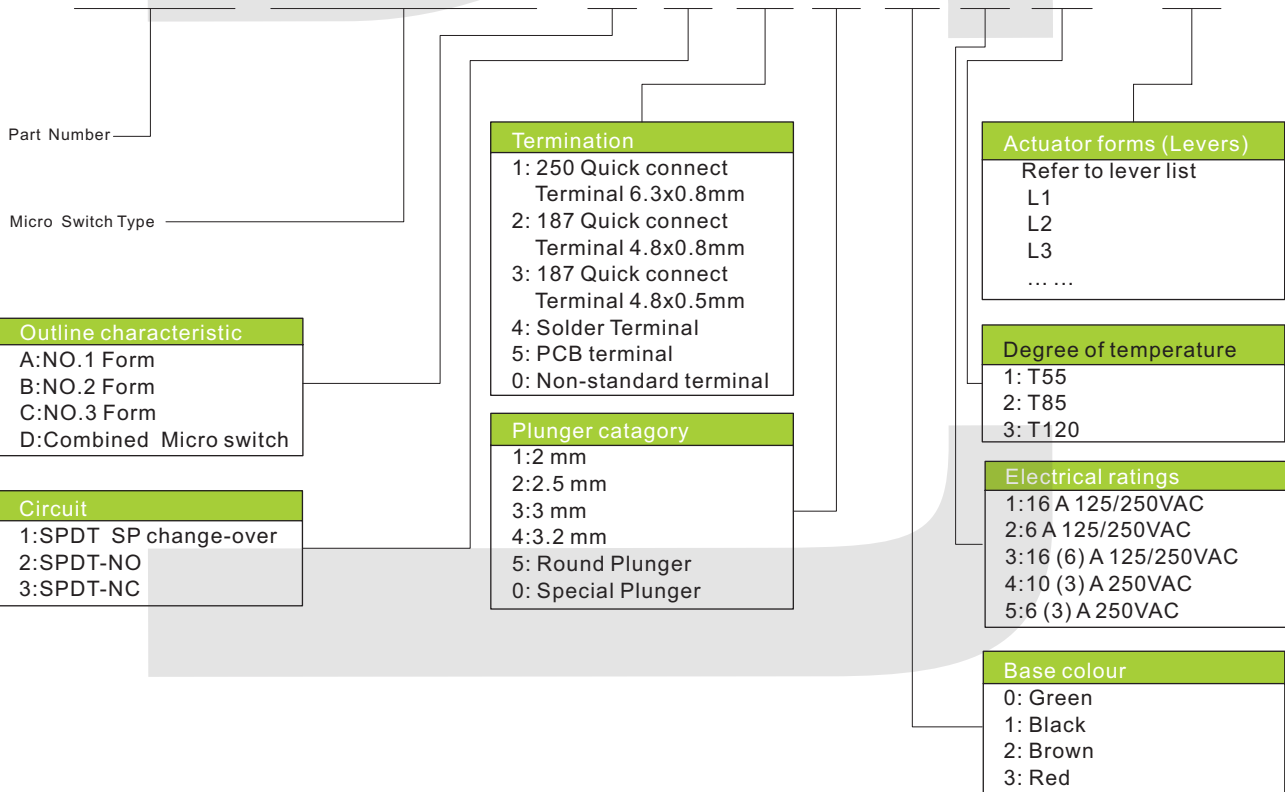 Part Number
Micro Switch Type
Outline characteristic
A:NO.1 Form
B:NO.2 Form
C:NO.3 Form
D:Combined Micro switch
Circuit
1:SPDT SP change-over
2:SPDT-NO
3:SPDT-NC
Termination
1: 250 Quick connect
Terminal 6.3x0.8mm
2: 187 Quick connect
Terminal 4.8x0.8mm
3: 187 Quick connect
Terminal 4.8x0.5mm
4: Solder Terminal
5: PCB terminal
0: Non-standard terminal
Plunger catagory
1:2 mm
2:2.5 mm
3:3 mm
4:3.2 mm
5: Round Plunger
0: Special Plunger
Actuator forms (Levers)
Refer to lever list
L1
L2
L3
... ...
Degree of temperature
1: T55
2: T85
3: T120
Electrical ratings
1:16 A 125/250VAC
2:6 A 125/250VAC
3:16 (6) A 125/250VAC
4:10 (3) A 250VAC
5:6 (3) A 250VAC
Base colour
0: Green
1: Black
2: Brown
3: Red